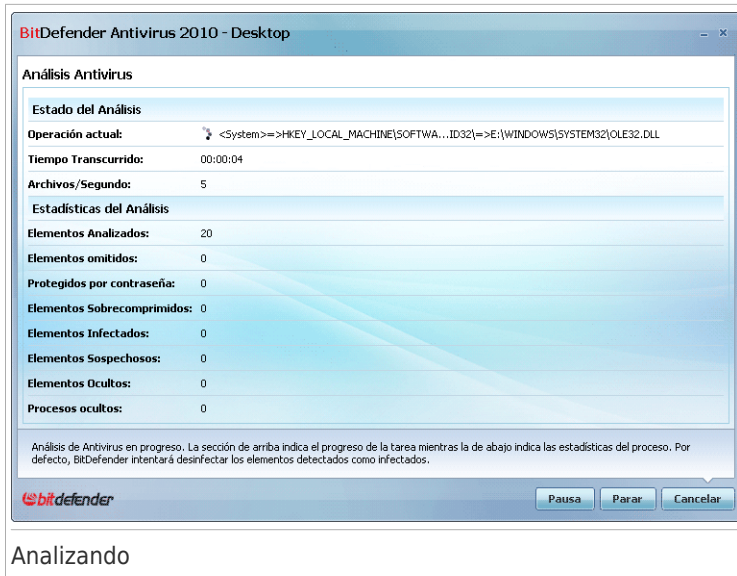 BitDefender Antivirus 2010 - Desktop
Análisis Antivirus
Estado del Análisis
Operación actual: <System>=>HKEY_LOCAL_MACHINE\SOFTWA...ID32\=>E:\WINDOWS\SYSTEM32\OLE32.DLL
Tiempo Transcurrido: 00:00:04
Archivos/Segundo: 5
Estadísticas del Análisis
Elementos Analizados: 20
Elementos omitidos: 0
Protegidos por contraseña: 0
Elementos Sobrecomprimidos: 0
Elementos Infectados: 0
Elementos Sospechosos: 0
Elementos Ocultos: 0
Procesos ocultos: 0
Análisis de Antivirus en progreso. La sección de arriba indica el progreso de la tarea mientras la de abajo indica las estadísticas del proceso. Por
defecto, BitDefender intentará desinfectar los elementos detectados como infectados.
bitdefender Pausa Parar Cancelar
Analizando